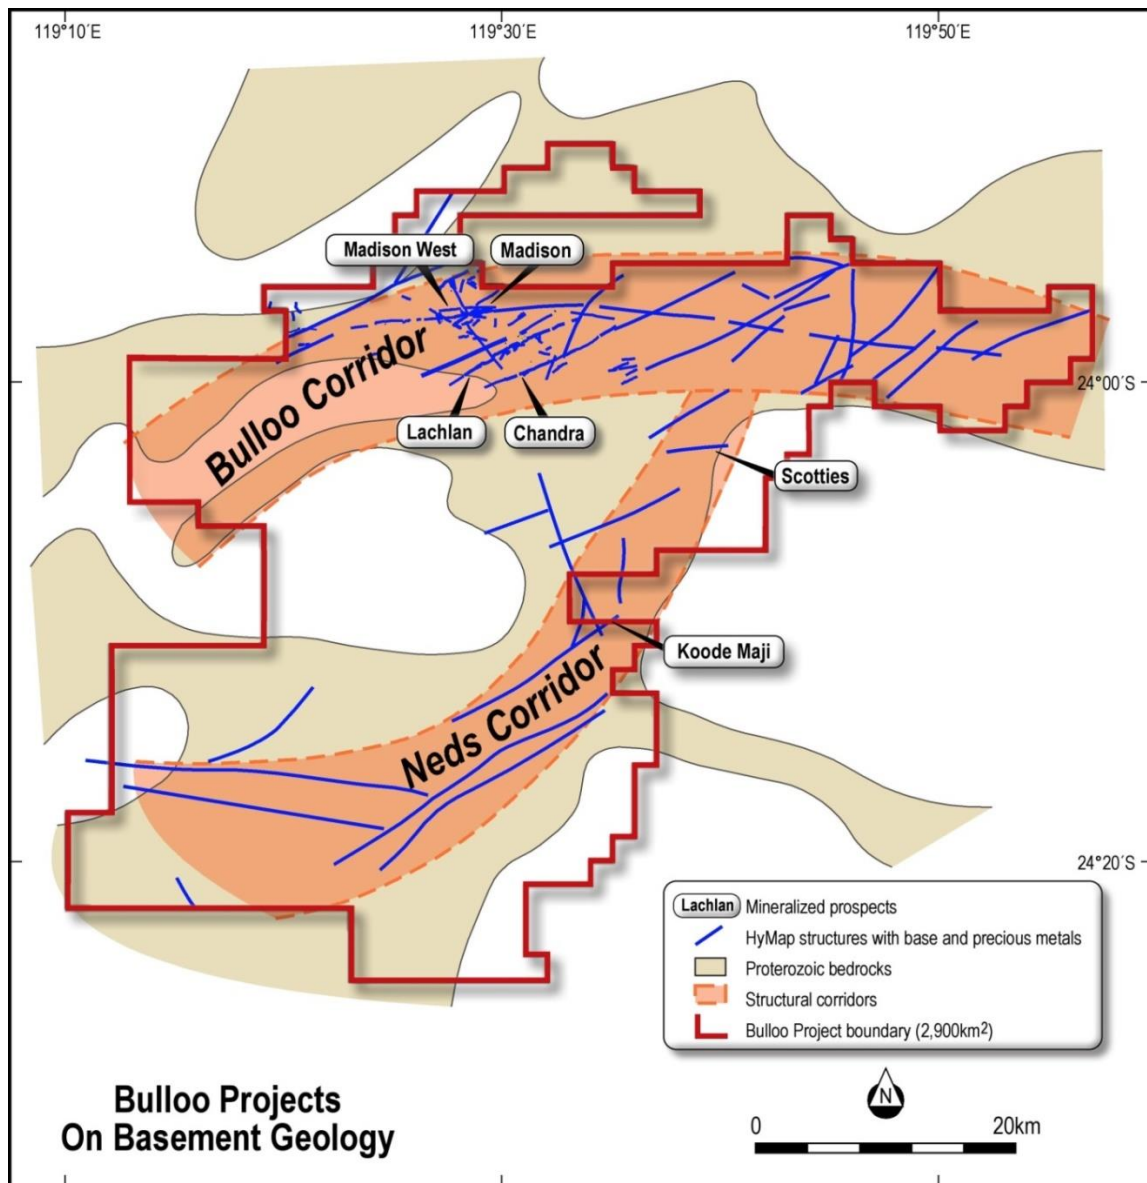 119°10´E
119°30´E
119°50´E
Madison West
Madison
Bulloo Corridor
24°00´S
Lachlan
Chandra
Scotties
Koode Maji
Neds Corridor
24°20´S
Lachlan
Mineralized prospects
HyMap structures with base and precious metals
Proterozoic bedrocks
Structural corridors
Bulloo Project boundary (2,900km²)
N
Bulloo Projects
On Basement Geology
0
20km